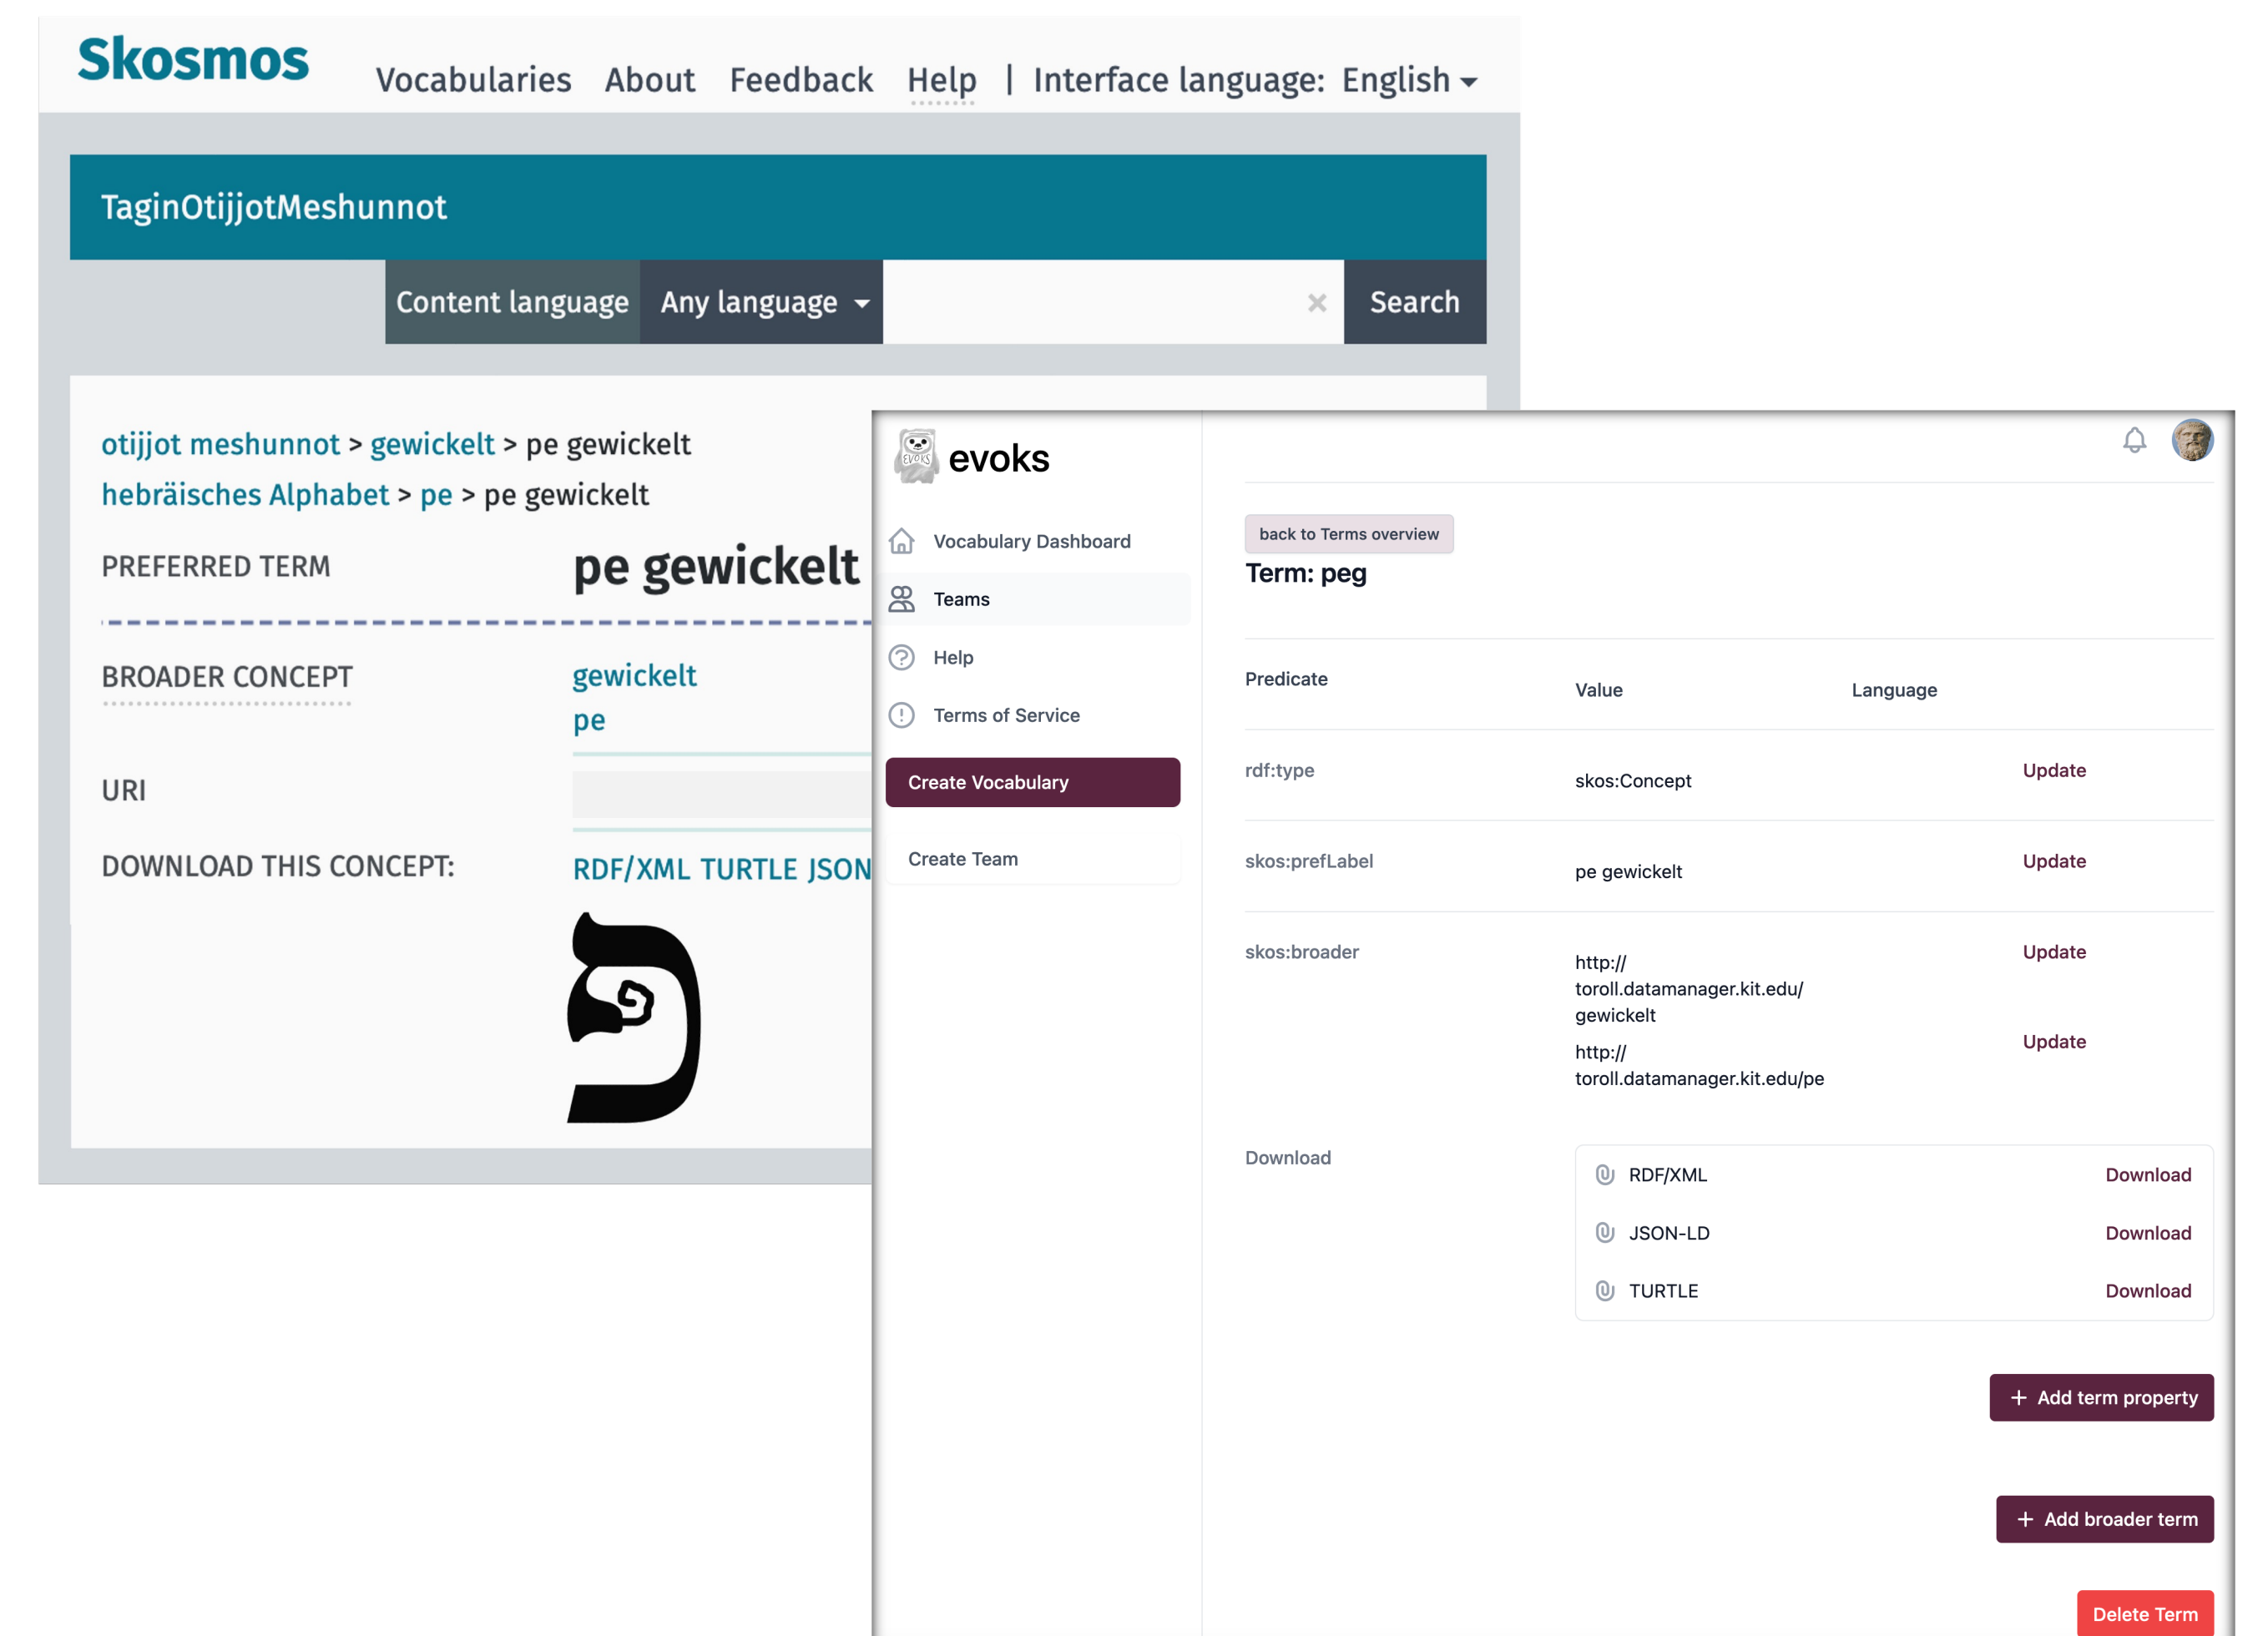 Skosmos
Vocabularies About Feedback Help | Interface language: English
TaginOtijjotMeshunnot
Content language Any language × Search
otijjot meshunnot > gewickelt > pe gewickelt
hebräisches Alphabet > pe > pe gewickelt
PREFERRED TERM pe gewickelt
BROADER CONCEPT gewickelt
pe
URI
DOWNLOAD THIS CONCEPT: RDF/XML TURTLE JSON
פ
EVOKS
evoks
Vocabulary Dashboard
Teams
Help
Terms of Service
Create Vocabulary
Create Team
back to Terms overview
Term: peg
Predicate Value Language
rdf:type skos:Concept Update
skos:prefLabel pe gewickelt Update
skos:broader http:// Update
toroll.datamanager.kit.edu/
gewickelt
http:// Update
toroll.datamanager.kit.edu/pe
Download RDF/XML Download
JSON-LD Download
TURTLE Download
+ Add term property
+ Add broader term
Delete Term